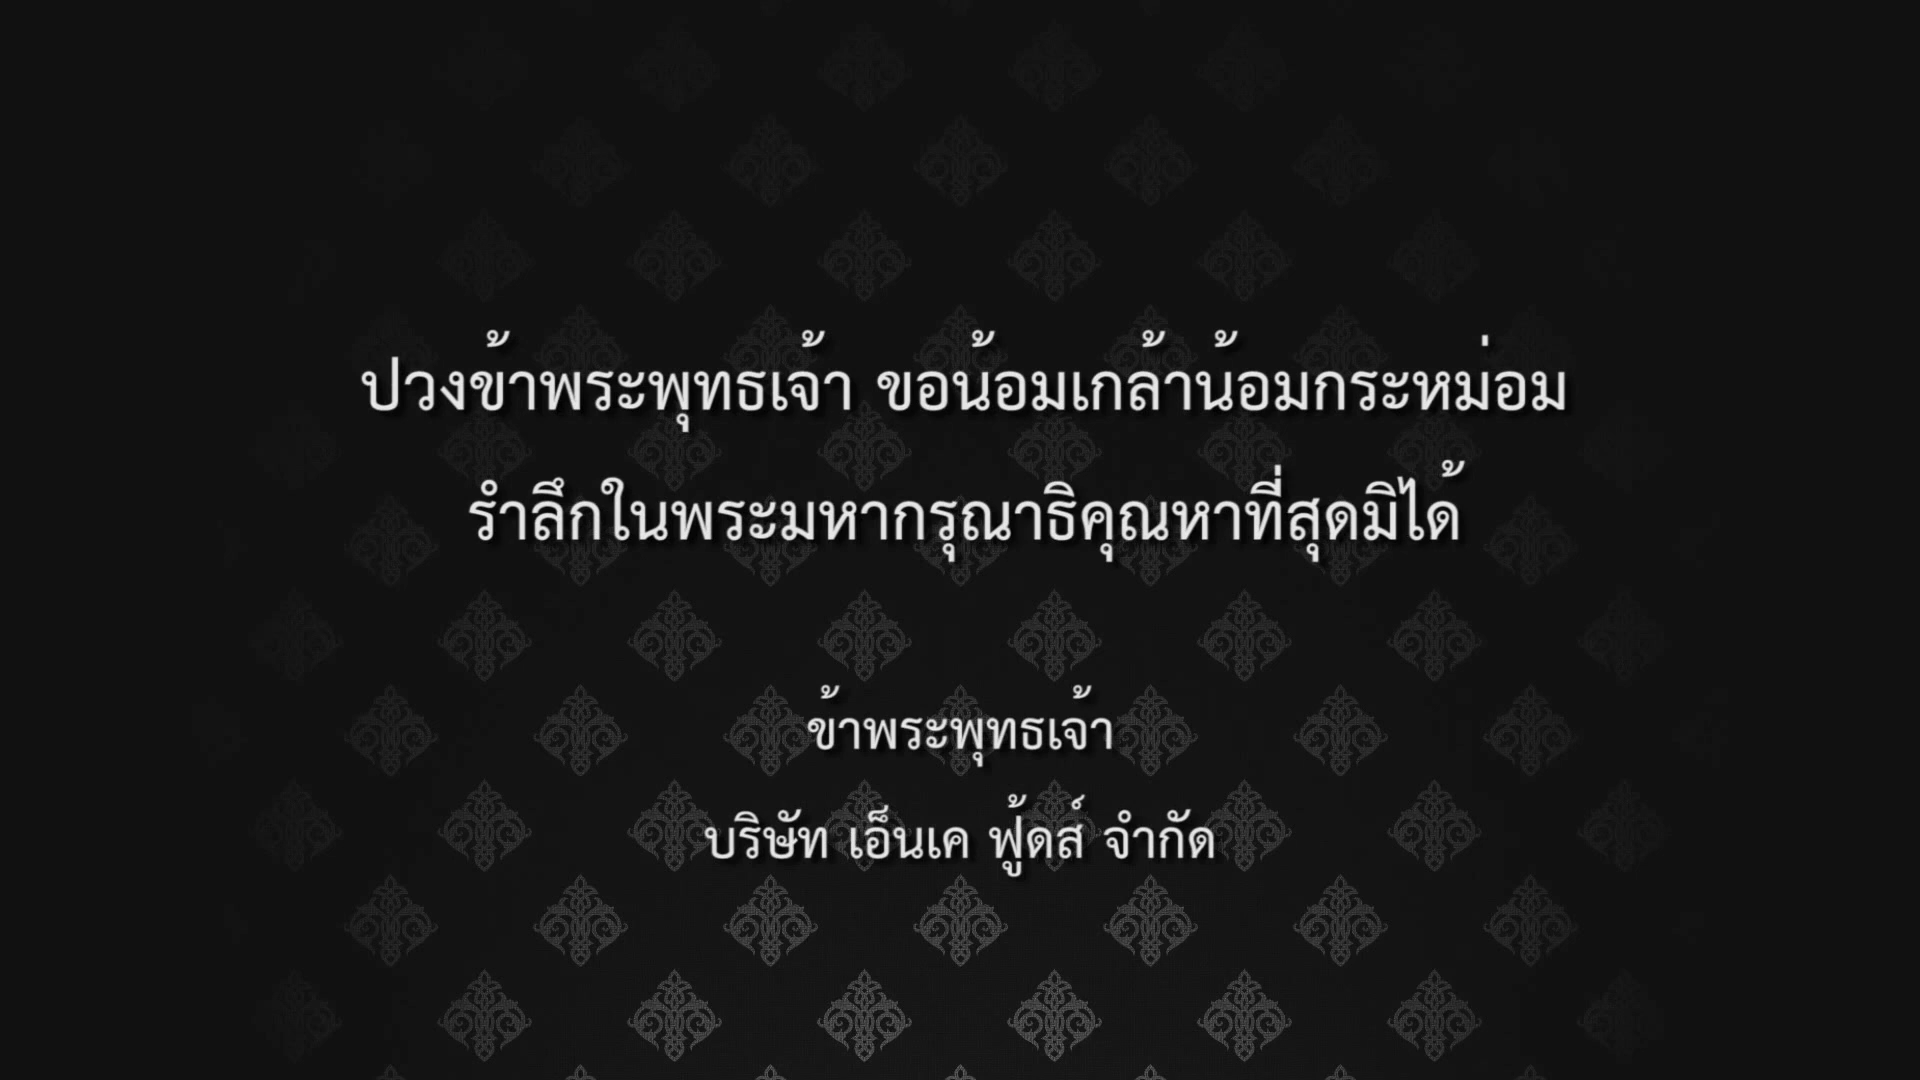 ปวงข้าพระพุทธเจ้า ขอน้อมเกล้าน้อมกระหม่อม
รำลึกในพระมหากรุณาธิคุณหาที่สุดมิได้
ข้าพระพุทธเจ้า
บริษัท เอ็นเค ฟู้ดส์ จำกัด